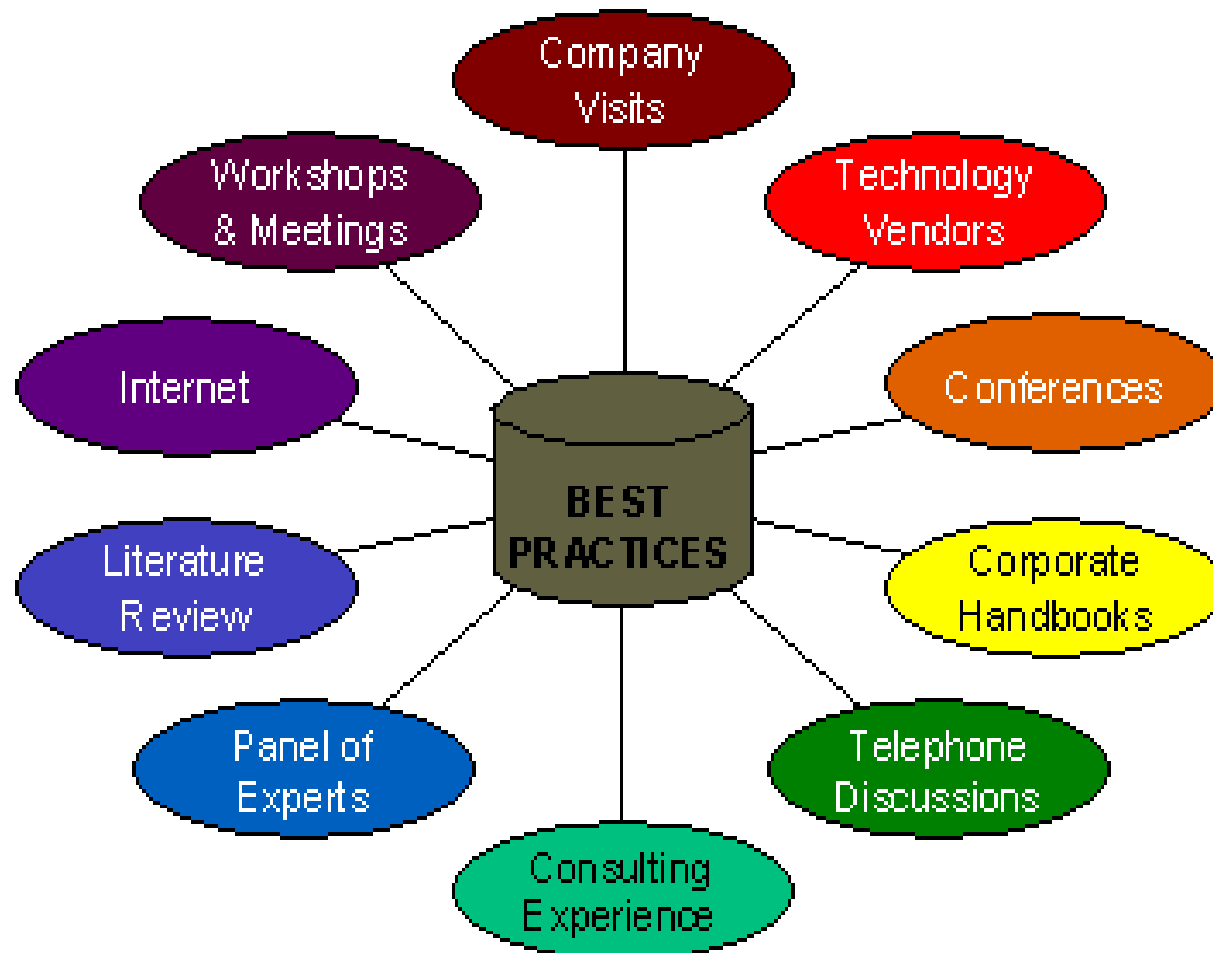 Company
Visits
Workshops
& Meetings
Technology
Vendors
Internet
Conferences
BEST
PRACTICES
Literature
Review
Corporate
Handbooks
Panel of
Experts
Telephone
Discussions
Consulting
Experience